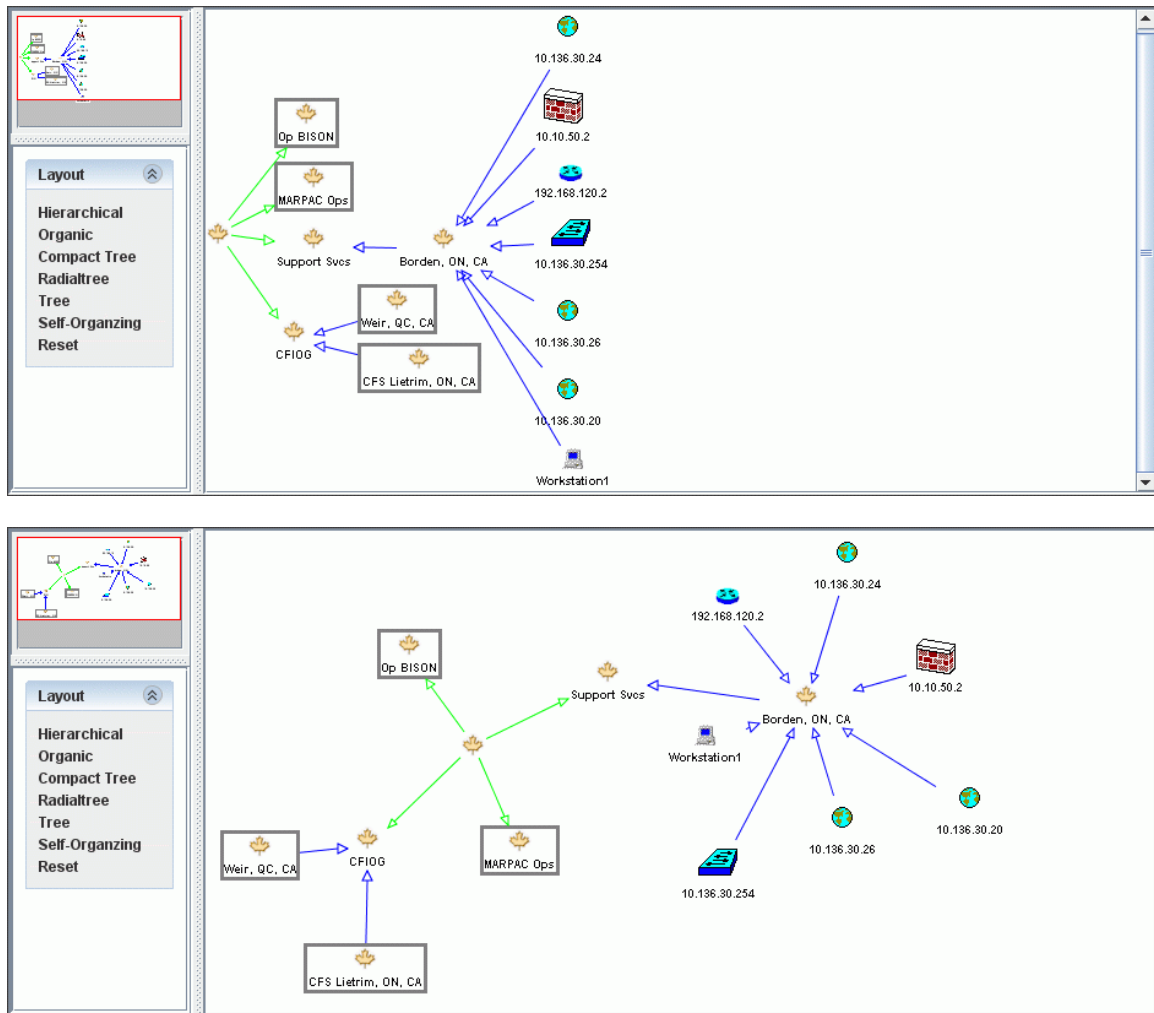 10.136.30.24
10.10.50.2
Op BISON
Layout
MARPAC Ops
192.168.120.2
Hierarchical
Organic
Compact Tree
Radialtree
Tree
Self-Organzing
Reset
Support Svcs
Borden, ON, CA
10.136.30.254
Weir, QC, CA
10.136.30.26
CFIOG
CFS Lietrim, ON, CA
10.136.30.20
Workstation1
10.136.30.24
192.168.120.2
Op BISON
10.10.50.2
Support Svcs
Layout
Borden, ON, CA
Hierarchical
Organic
Compact Tree
Radialtree
Tree
Self-Organzing
Reset
Workstation1
10.136.30.20
10.136.30.26
CFIOG
MARPAC Ops
Weir, QC, CA
10.136.30.254
CFS Lietrim, ON, CA